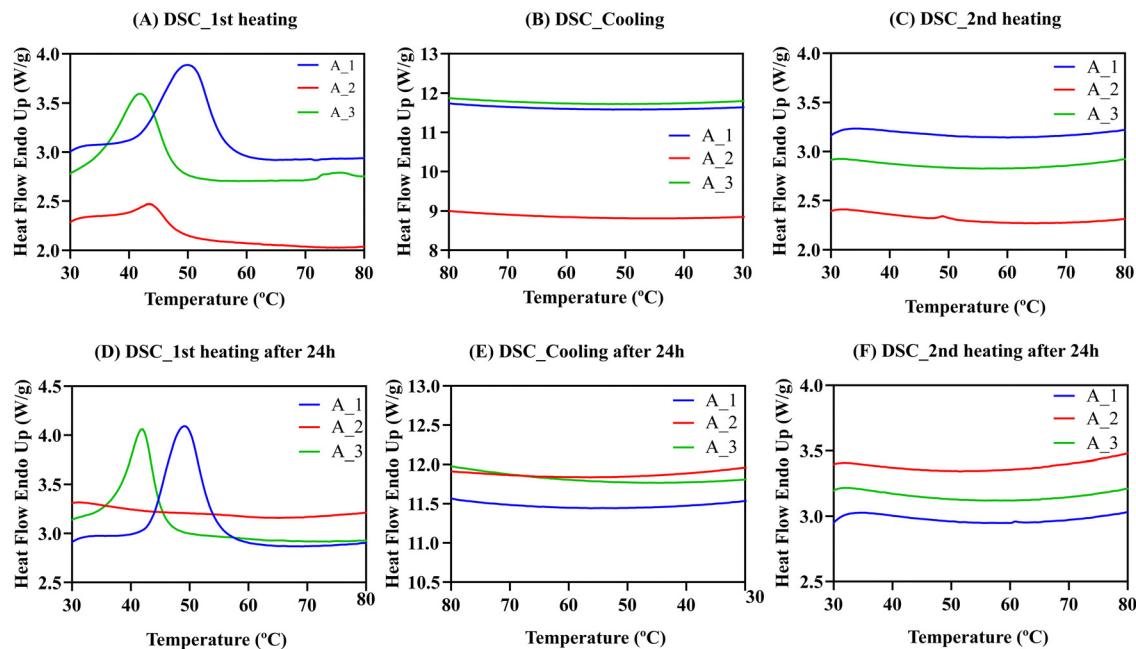 (A) DSC_1st heating
Heat Flow Endo Up (W/g)
4.0
3.5
3.0
2.5
2.0
A_1
A_2
A_3
30 40 50 60 70 80
Temperature (ºC)
(B) DSC_Cooling
Heat Flow Endo Up (W/g)
13
12
11
10
9
8
A_1
A_2
A_3
80 70 60 50 40 30
Temperature (ºC)
(C) DSC_2nd heating
Heat Flow Endo Up (W/g)
4.0
3.5
3.0
2.5
2.0
A_1
A_2
A_3
30 40 50 60 70 80
Temperature (ºC)
(D) DSC_1st heating after 24h
Heat Flow Endo Up (W/g)
4.5
4.0
3.5
3.0
2.5
A_1
A_2
A_3
30 40 50 60 70 80
Temperature (ºC)
(E) DSC_Cooling after 24h
Heat Flow Endo Up (W/g)
13.0
12.5
12.0
11.5
11.0
10.5
A_1
A_2
A_3
80 70 60 50 40 30
Temperature (ºC)
(F) DSC_2nd heating after 24h
Heat Flow Endo Up (W/g)
4.0
3.5
3.0
2.5
A_1
A_2
A_3
30 40 50 60 70 80
Temperature (ºC)